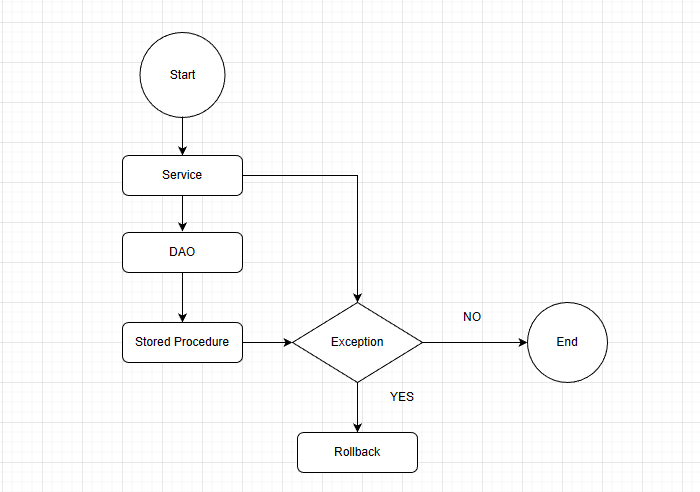 Start
Service
DAO
Stored Procedure
Exception
NO
End
YES
Rollback